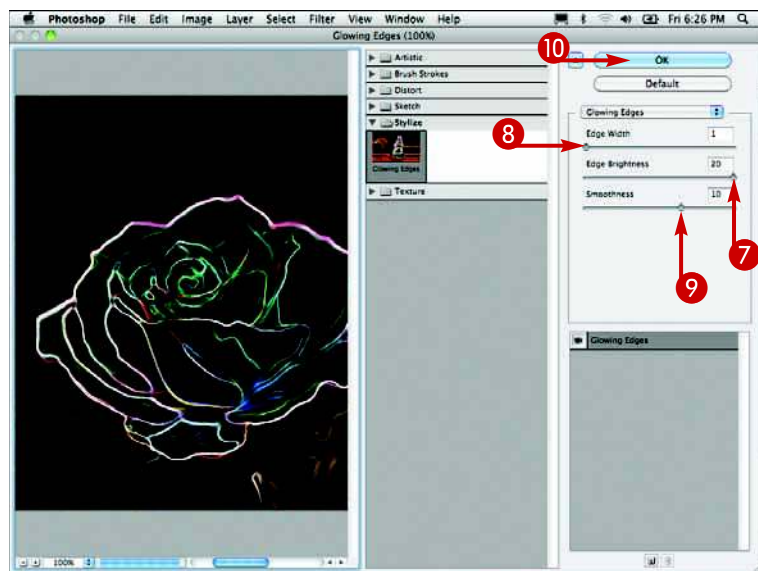 Photoshop File Edit Image Layer Select Filter View Window Help Fri 6:26 PM
Glowing Edges (100%)
Artistic
Brush Strokes
Distort
Sketch
Stylize
Glowing Edges
Texture
100%
10
OK
Default
Glowing Edges
8
Edge Width 1
Edge Brightness 20
Smoothness 10
7
9
Glowing Edges